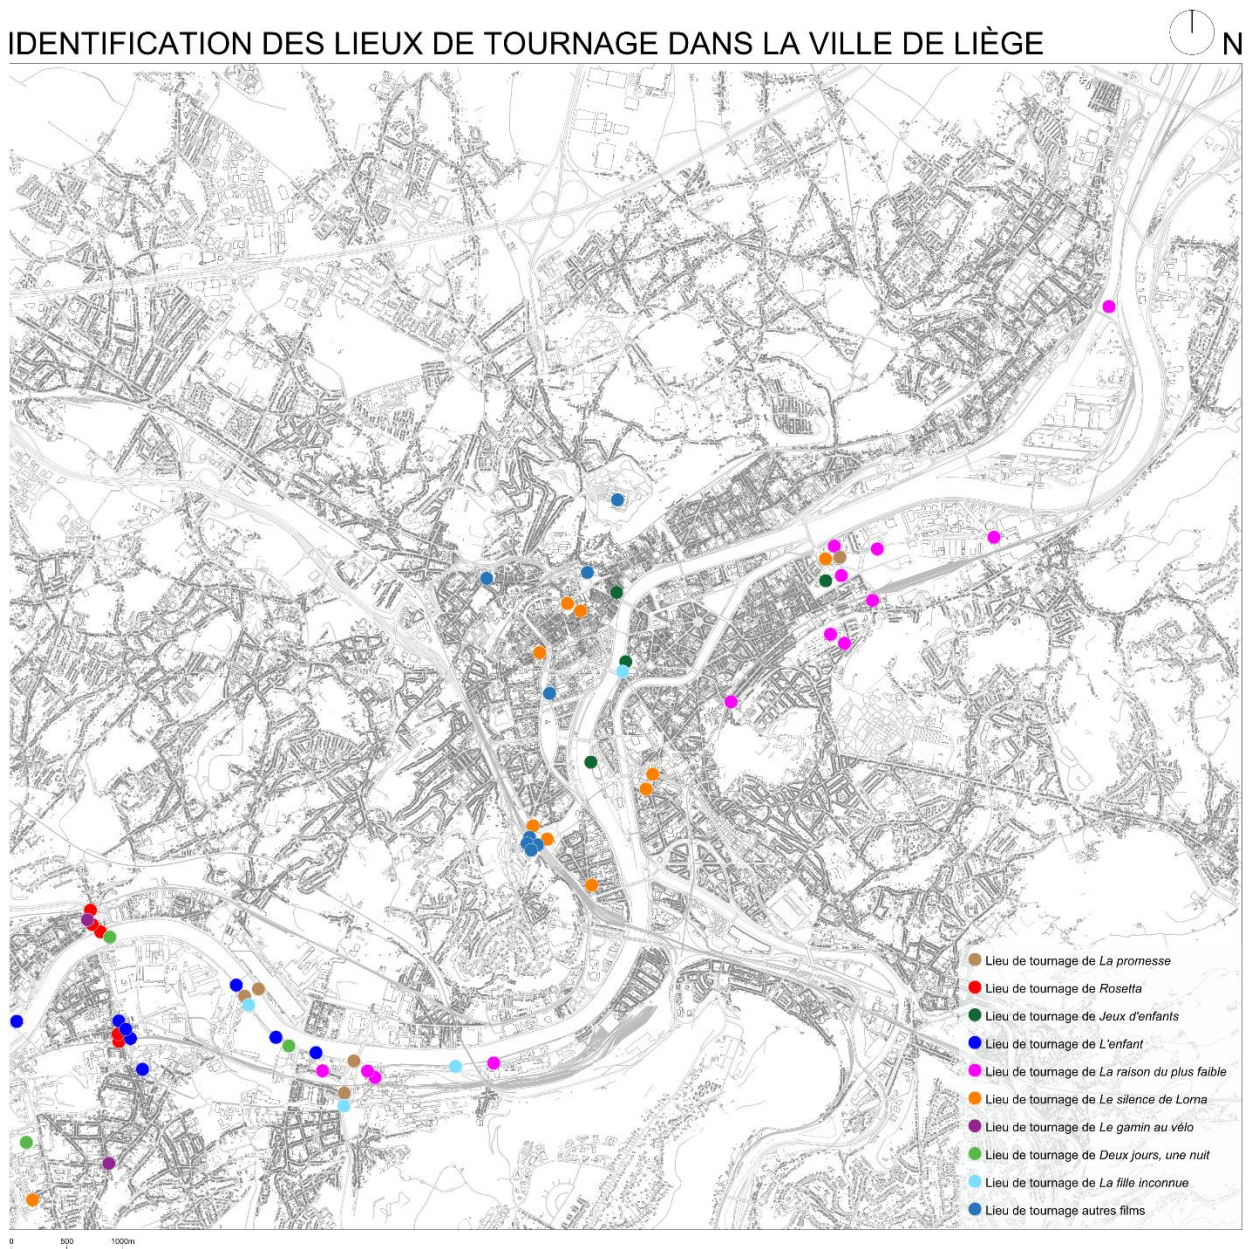 IDENTIFICATION DES LIEUX DE TOURNAGE DANS LA VILLE DE LIÈGE
N
Lieu de tournage de La promesse
Lieu de tournage de Rosetta
Lieu de tournage de Jeux d'enfants
Lieu de tournage de L'enfant
Lieu de tournage de La raison du plus faible
Lieu de tournage de Le silence de Lorna
Lieu de tournage de Le gamin au vélo
Lieu de tournage de Deux jours, une nuit
Lieu de tournage de La fille inconnue
Lieu de tournage autres films
0 500 1000m